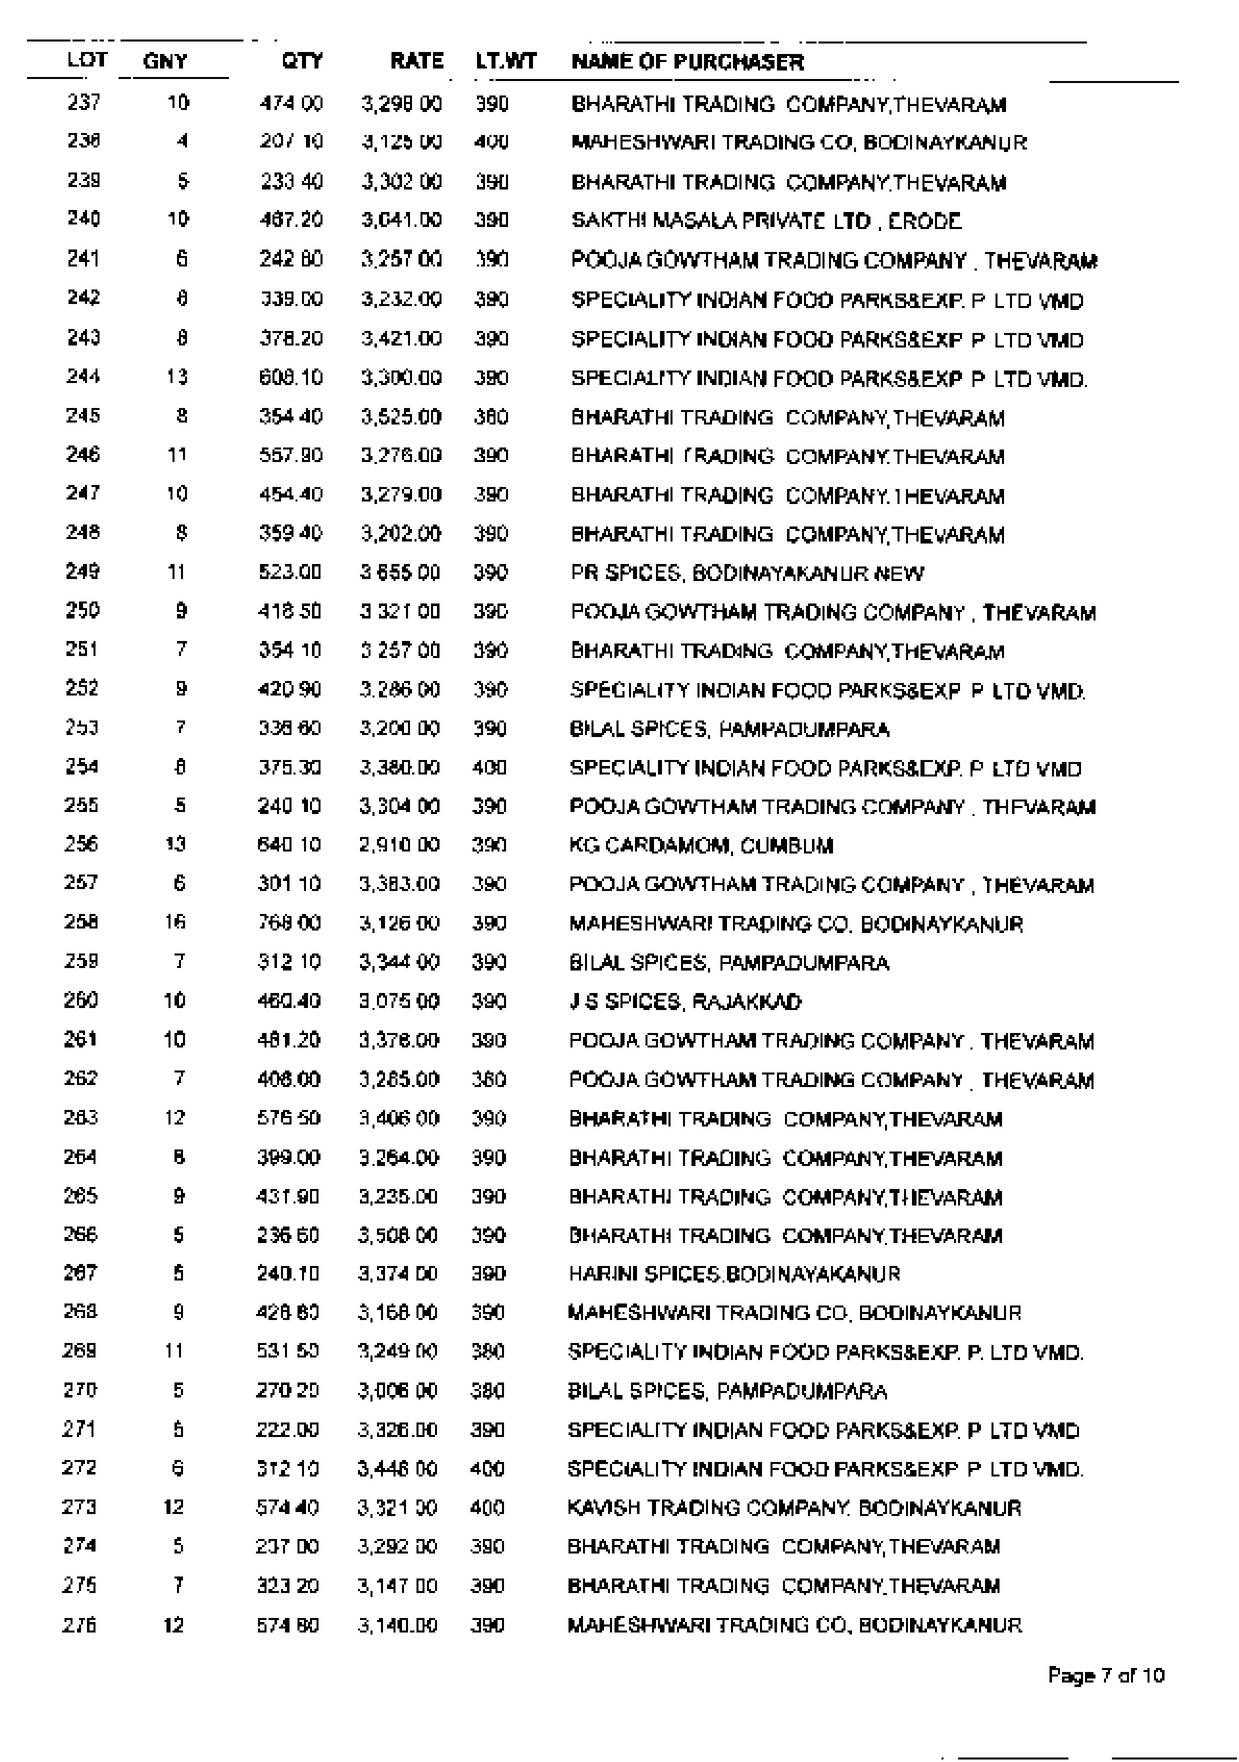 LOT GNY QTY RATE LT.WT NAME OF PURCHASER
237 10 474 00 3,298 00 390 BHARATHI TRADING COMPANY,THEVARAM
238 4 207 10 3,125 00 400 MAHESHWARI TRADING CO, BODINAYKANUR
239 5 233 40 3,302 00 390 BHARATHI TRADING COMPANY,THEVARAM
240 10 467.20 3,041.00 390 SAKTHI MASALA PRIVATE LTD , ERODE
241 6 242 80 3,257 00 390 POOJA GOWTHAM TRADING COMPANY , THEVARAM
242 8 339.00 3,232.00 390 SPECIALITY INDIAN FOOD PARKS&EXP. P LTD VMD
243 8 378.20 3,421.00 390 SPECIALITY INDIAN FOOD PARKS&EXP P LTD VMD
244 13 608.10 3,300.00 390 SPECIALITY INDIAN FOOD PARKS&EXP P LTD VMD.
245 8 354 40 3,525.00 380 BHARATHI TRADING COMPANY,THEVARAM
246 11 557.90 3,276.00 390 BHARATHI TRADING COMPANY.THEVARAM
247 10 454.40 3,279.00 390 BHARATHI TRADING COMPANY.THEVARAM
248 8 359 40 3,202.00 390 BHARATHI TRADING COMPANY,THEVARAM
249 11 523.00 3 655 00 390 PR SPICES, BODINAYAKANUR NEW
250 9 418 50 3 321 00 390 POOJA GOWTHAM TRADING COMPANY , THEVARAM
251 7 354 10 3 257 00 390 BHARATHI TRADING COMPANY,THEVARAM
252 9 420 90 3,286 00 390 SPECIALITY INDIAN FOOD PARKS&EXP P LTD VMD.
253 7 338 60 3,200 00 390 BILAL SPICES, PAMPADUMPARA
254 8 375.30 3,380.00 400 SPECIALITY INDIAN FOOD PARKS&EXP. P LTD VMD
255 5 240 10 3,304 00 390 POOJA GOWTHAM TRADING COMPANY , THEVARAM
256 13 640 10 2,910 00 390 KG CARDAMOM, CUMBUM
257 6 301 10 3,383.00 390 POOJA GOWTHAM TRADING COMPANY , THEVARAM
258 16 768 00 3,126 00 390 MAHESHWARI TRADING CO, BODINAYKANUR
259 7 312 10 3,344 00 390 BILAL SPICES, PAMPADUMPARA
260 10 460.40 3,075 00 390 J S SPICES, RAJAKKAD
261 10 481.20 3,378.00 390 POOJA GOWTHAM TRADING COMPANY , THEVARAM
262 7 408.00 3,285.00 380 POOJA GOWTHAM TRADING COMPANY , THEVARAM
263 12 576 50 3,406 00 390 BHARATHI TRADING COMPANY,THEVARAM
264 8 399.00 3.264.00 390 BHARATHI TRADING COMPANY,THEVARAM
265 9 431.90 3,235.00 390 BHARATHI TRADING COMPANY,THEVARAM
266 5 236 60 3,508 00 390 BHARATHI TRADING COMPANY,THEVARAM
267 5 240.10 3,374 00 390 HARINI SPICES.BODINAYAKANUR
268 9 428 80 3,168 00 390 MAHESHWARI TRADING CO, BODINAYKANUR
269 11 531 50 3,249 00 380 SPECIALITY INDIAN FOOD PARKS&EXP. P. LTD VMD.
270 5 270 20 3,006 00 380 BILAL SPICES, PAMPADUMPARA
271 5 222.00 3,326.00 390 SPECIALITY INDIAN FOOD PARKS&EXP. P LTD VMD
272 6 312 10 3,446 00 400 SPECIALITY INDIAN FOOD PARKS&EXP P LTD VMD.
273 12 574 40 3,321 00 400 KAVISH TRADING COMPANY. BODINAYKANUR
274 5 237 00 3,292 00 390 BHARATHI TRADING COMPANY,THEVARAM
275 7 323 20 3,147 00 390 BHARATHI TRADING COMPANY,THEVARAM
276 12 574 80 3,140.00 390 MAHESHWARI TRADING CO, BODINAYKANUR
Page 7 of 10